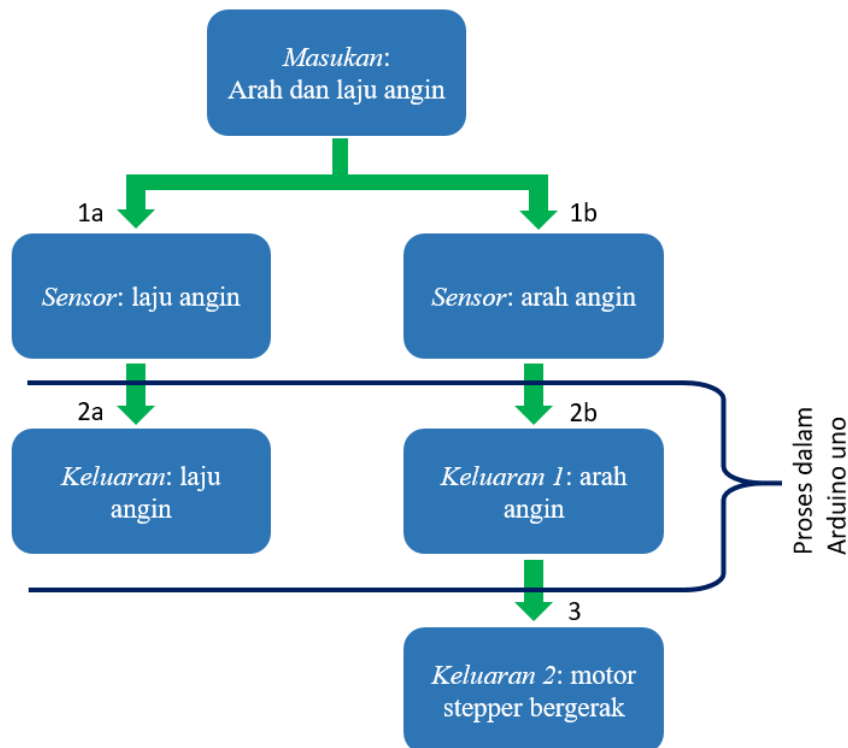 Masukan:
Arah dan laju angin
1a
1b
Sensor: laju angin
Sensor: arah angin
2a
2b
Keluaran: laju
angin
Keluaran 1: arah
angin
Proses dalam
Arduino uno
3
Keluaran 2: motor
stepper bergerak